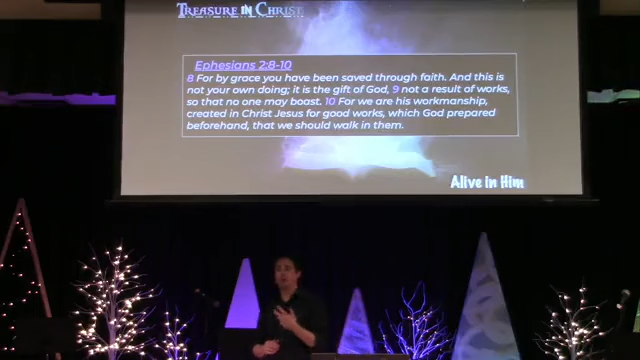 TREASURE IN CHRIST
Ephesians 2:8-10
8 For by grace you have been saved through faith. And this is
not your own doing; it is the gift of God, 9 not a result of works,
so that no one may boast. 10 For we are his workmanship,
created in Christ Jesus for good works, which God prepared
beforehand, that we should walk in them.
Alive in Him